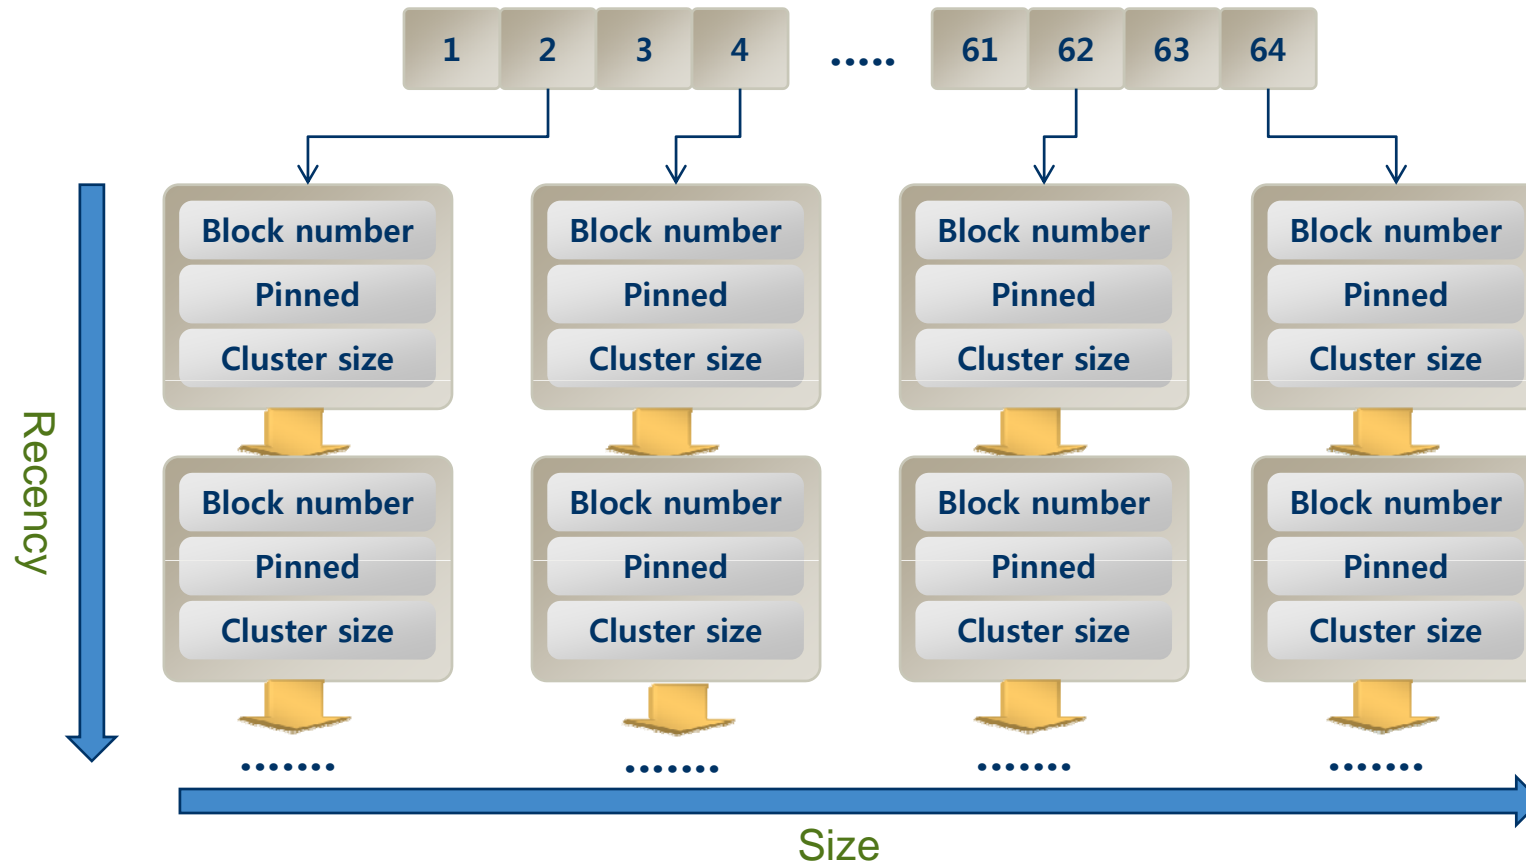 1 2 3 4 ..... 61 62 63 64
Block number Block number Block number Block number
Pinned Pinned Pinned Pinned
Cluster size Cluster size Cluster size Cluster size
Recency
Block number Block number Block number Block number
Pinned Pinned Pinned Pinned
Cluster size Cluster size Cluster size Cluster size
....... ....... ....... .......
Size